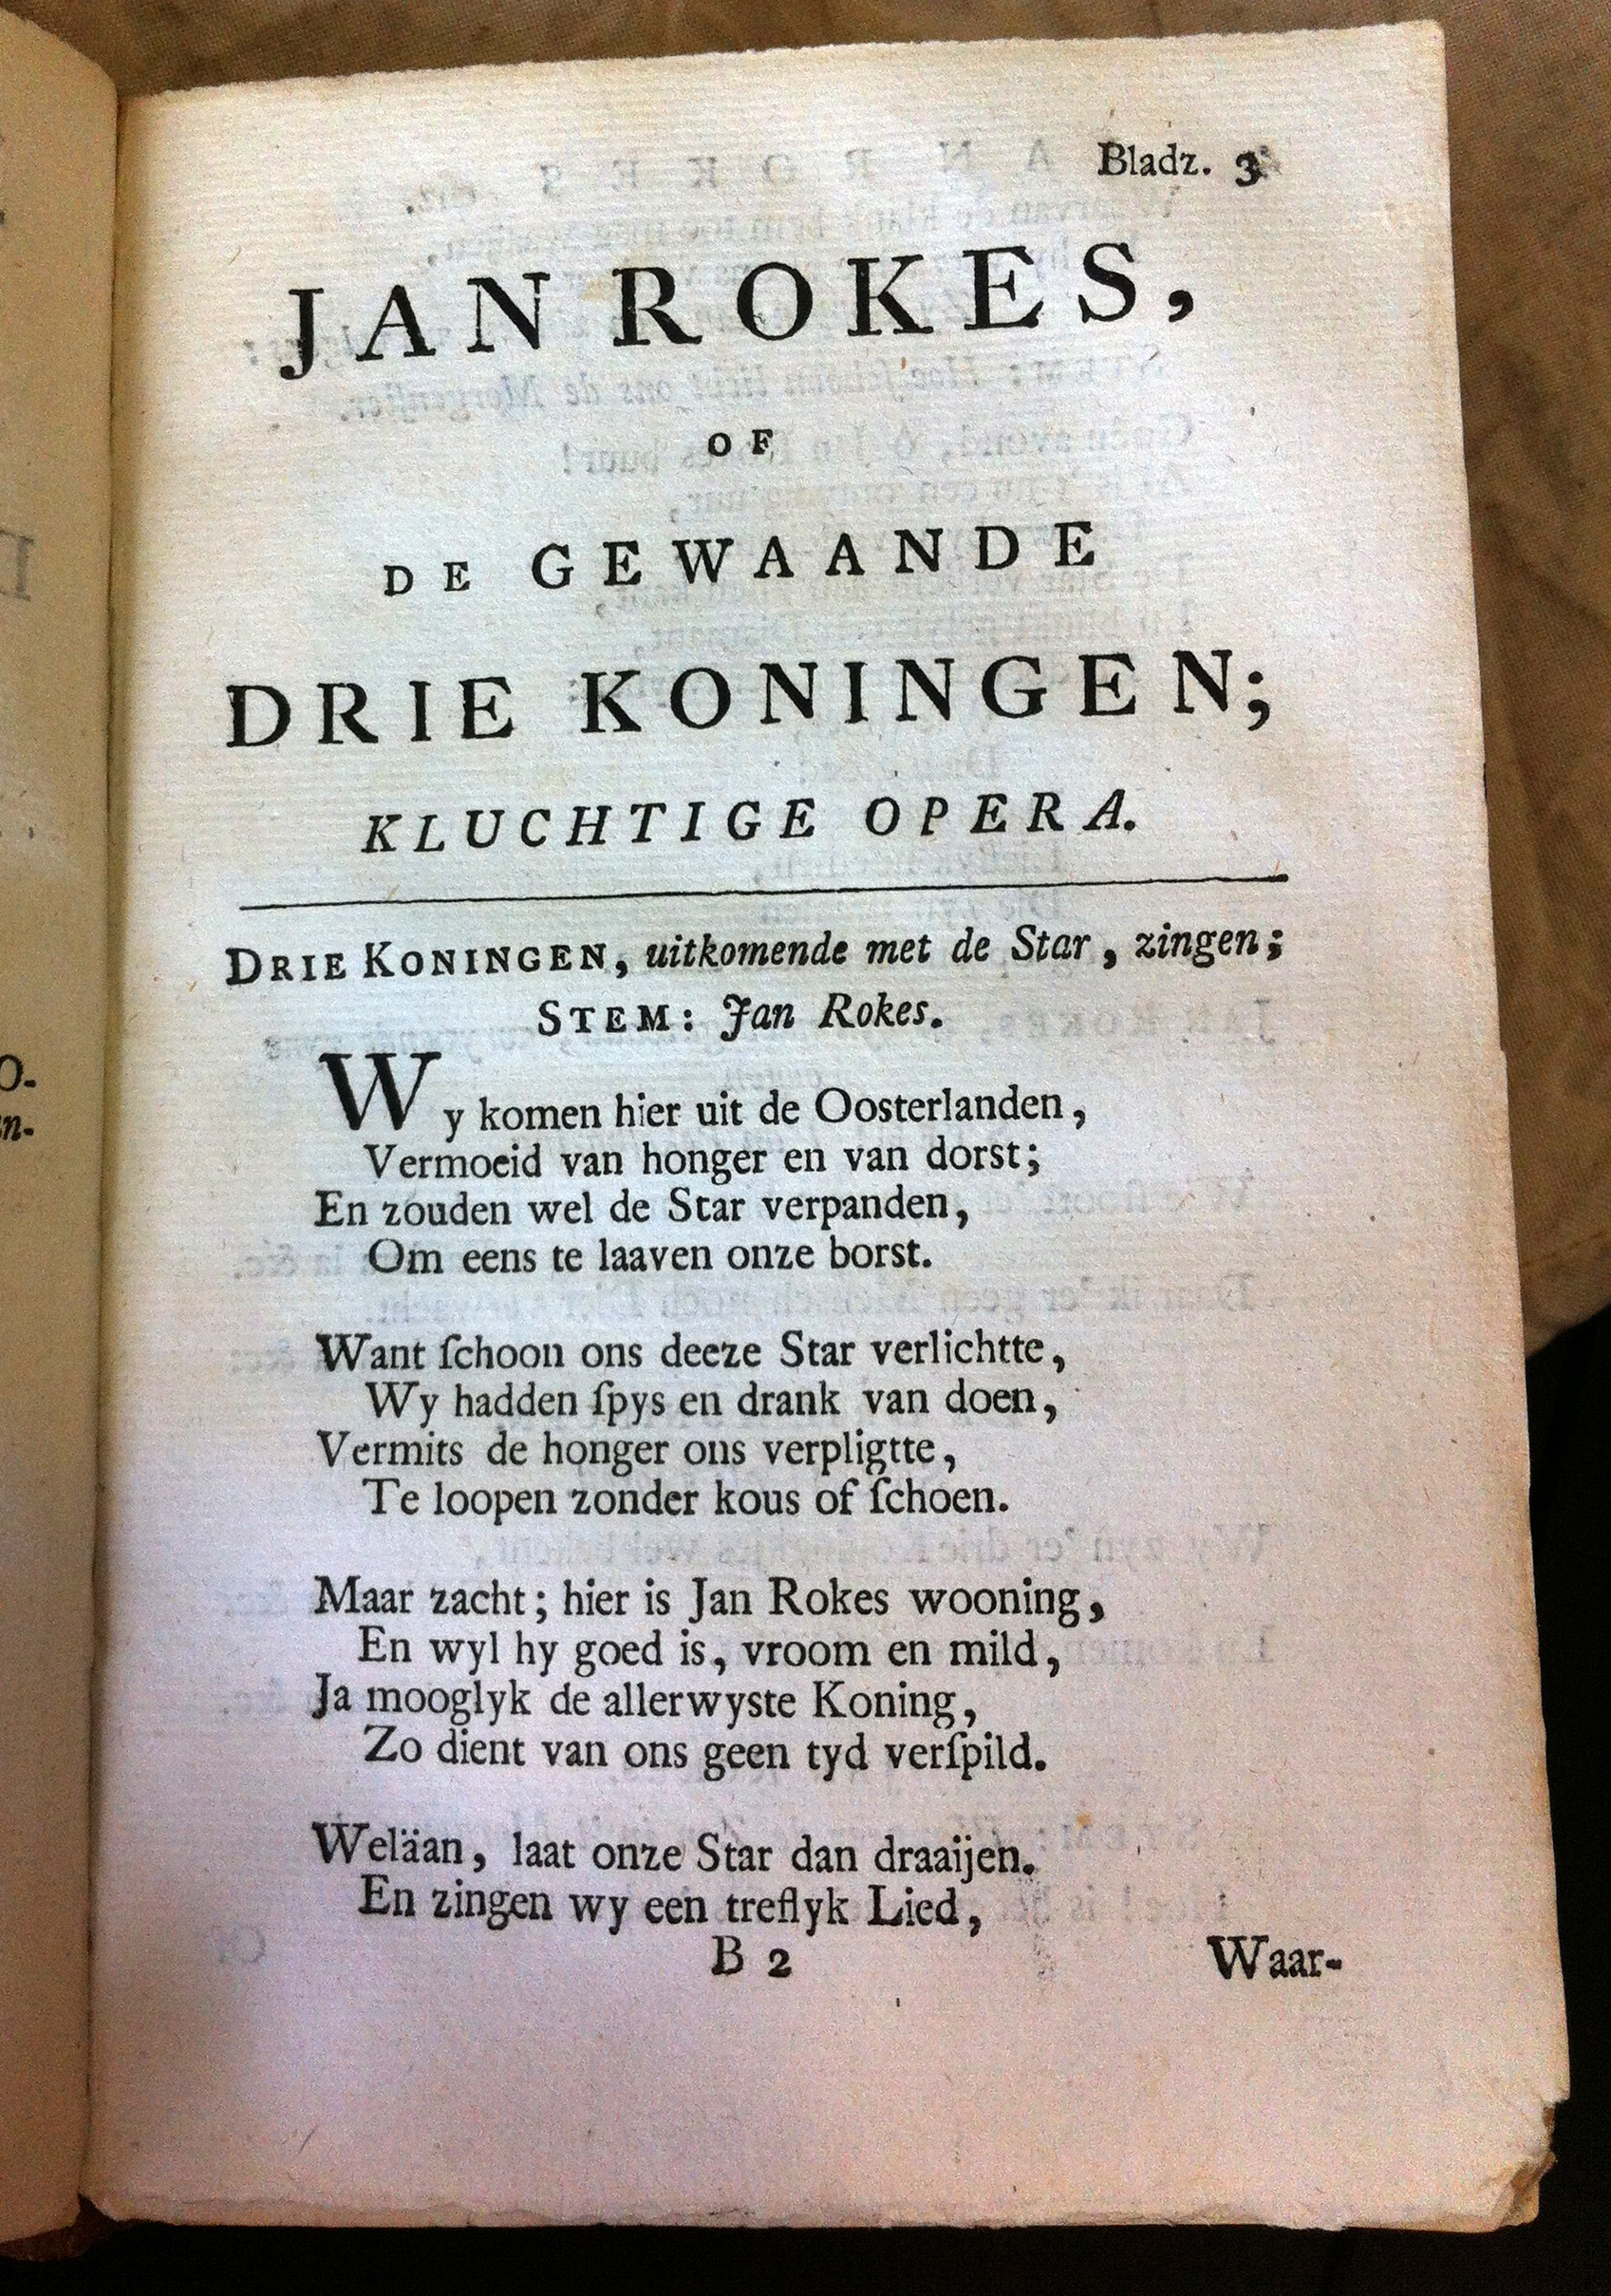 Bladz. 3
JAN ROKES,
OF
DE GEWAANDE
DRIE KONINGEN;
KLUCHTIGE OPERA.
DRIE KONINGEN, uitkomende met de Star, zingen;
STEM: Jan Rokes.
Wy komen hier uit de Oosterlanden,
Vermoeid van honger en van dorst;
En zouden wel de Star verpanden,
Om eens te laaven onze borst.
Want ſchoon ons deeze Star verlichtte,
Wy hadden ſpys en drank van doen,
Vermits de honger ons verpligtte,
Te loopen zonder kous of ſchoen.
Maar zacht; hier is Jan Rokes wooning,
En wyl hy goed is, vroom en mild,
Ja mooglyk de allerwyste Koning,
Zo dient van ons geen tyd verſpild.
Weläan, laat onze Star dan draaijen.
En zingen wy een treflyk Lied,
B 2
Waar-